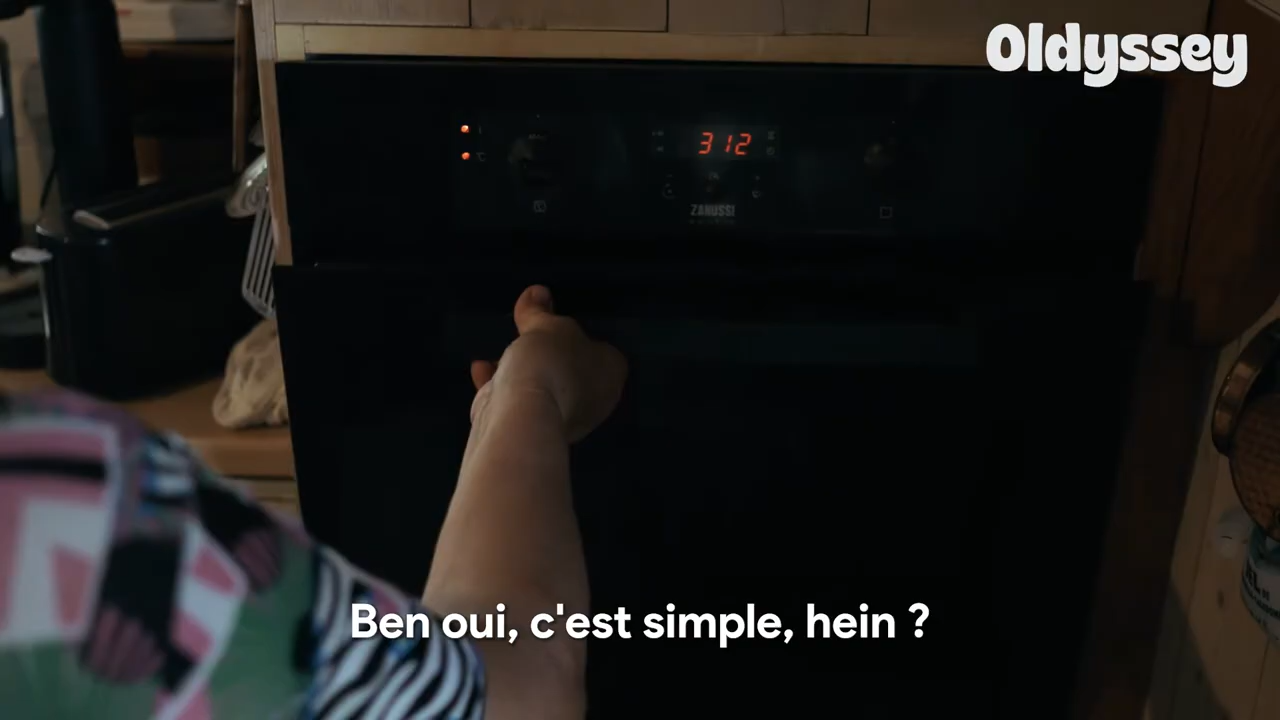 Oldyssey
312
ZANUSSI
Ben oui, c'est simple, hein ?